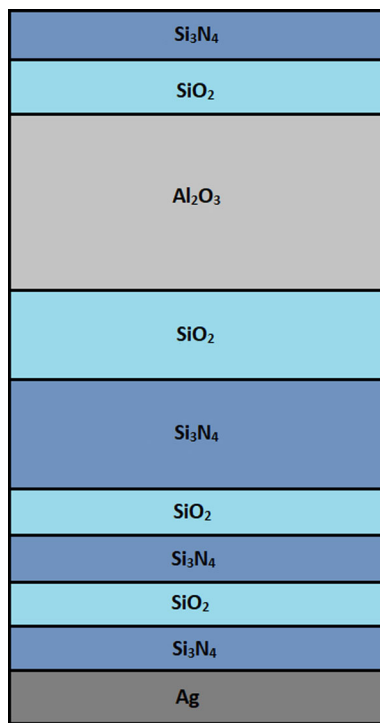 Si₃N₄
SiO₂
Al₂O₃
SiO₂
Si₃N₄
SiO₂
Si₃N₄
SiO₂
Si₃N₄
Ag